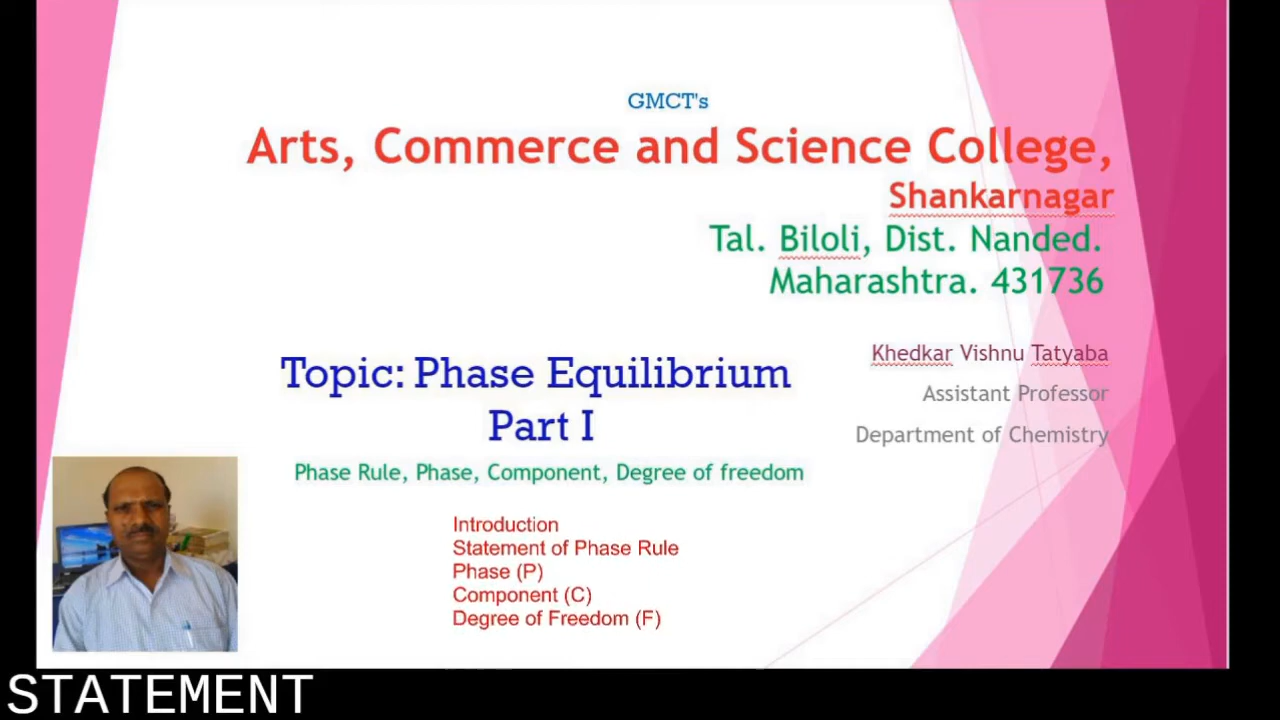 GMCT's
Arts, Commerce and Science College,
Shankarnagar
Tal. Biloli, Dist. Nanded.
Maharashtra. 431736
Khedkar Vishnu Tatyaba
Assistant Professor
Department of Chemistry
Topic: Phase Equilibrium
Part I
Phase Rule, Phase, Component, Degree of freedom
Introduction
Statement of Phase Rule
Phase (P)
Component (C)
Degree of Freedom (F)
STATEMENT